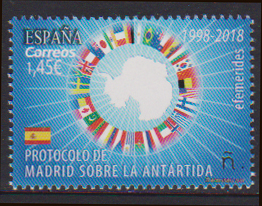 ESPAÑA
1998-2018
Correos
1,45€
efemérides
PROTOCOLO DE
MADRID SOBRE LA ANTÁRTIDA
Ñ